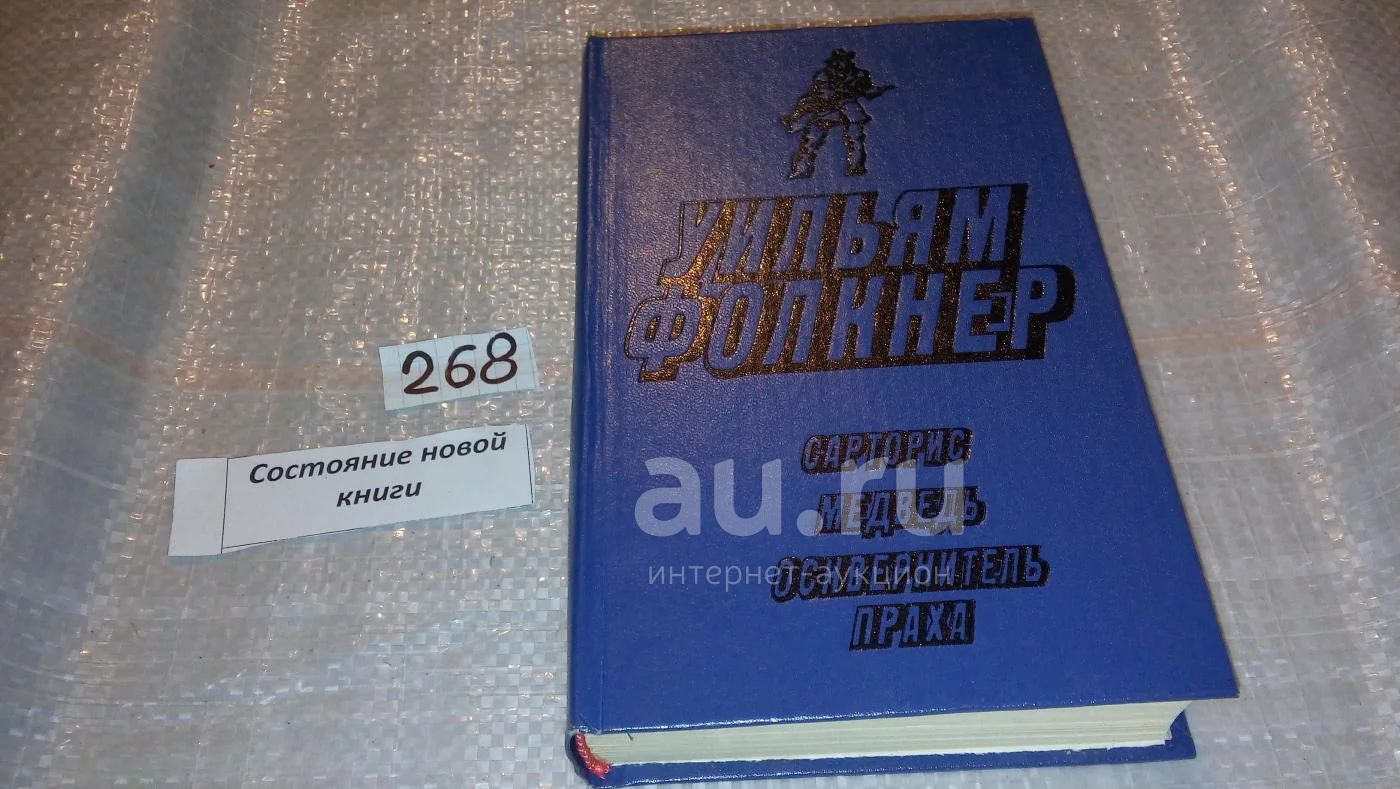 УИЛЬЯМ
ФОЛКНЕР
268
Состояние новой
книги
САРТОРИС
МЕДВЕДЬ
ОСКВЕРНИТЕЛЬ
ПРАХА
au.ru
интернет аукцион